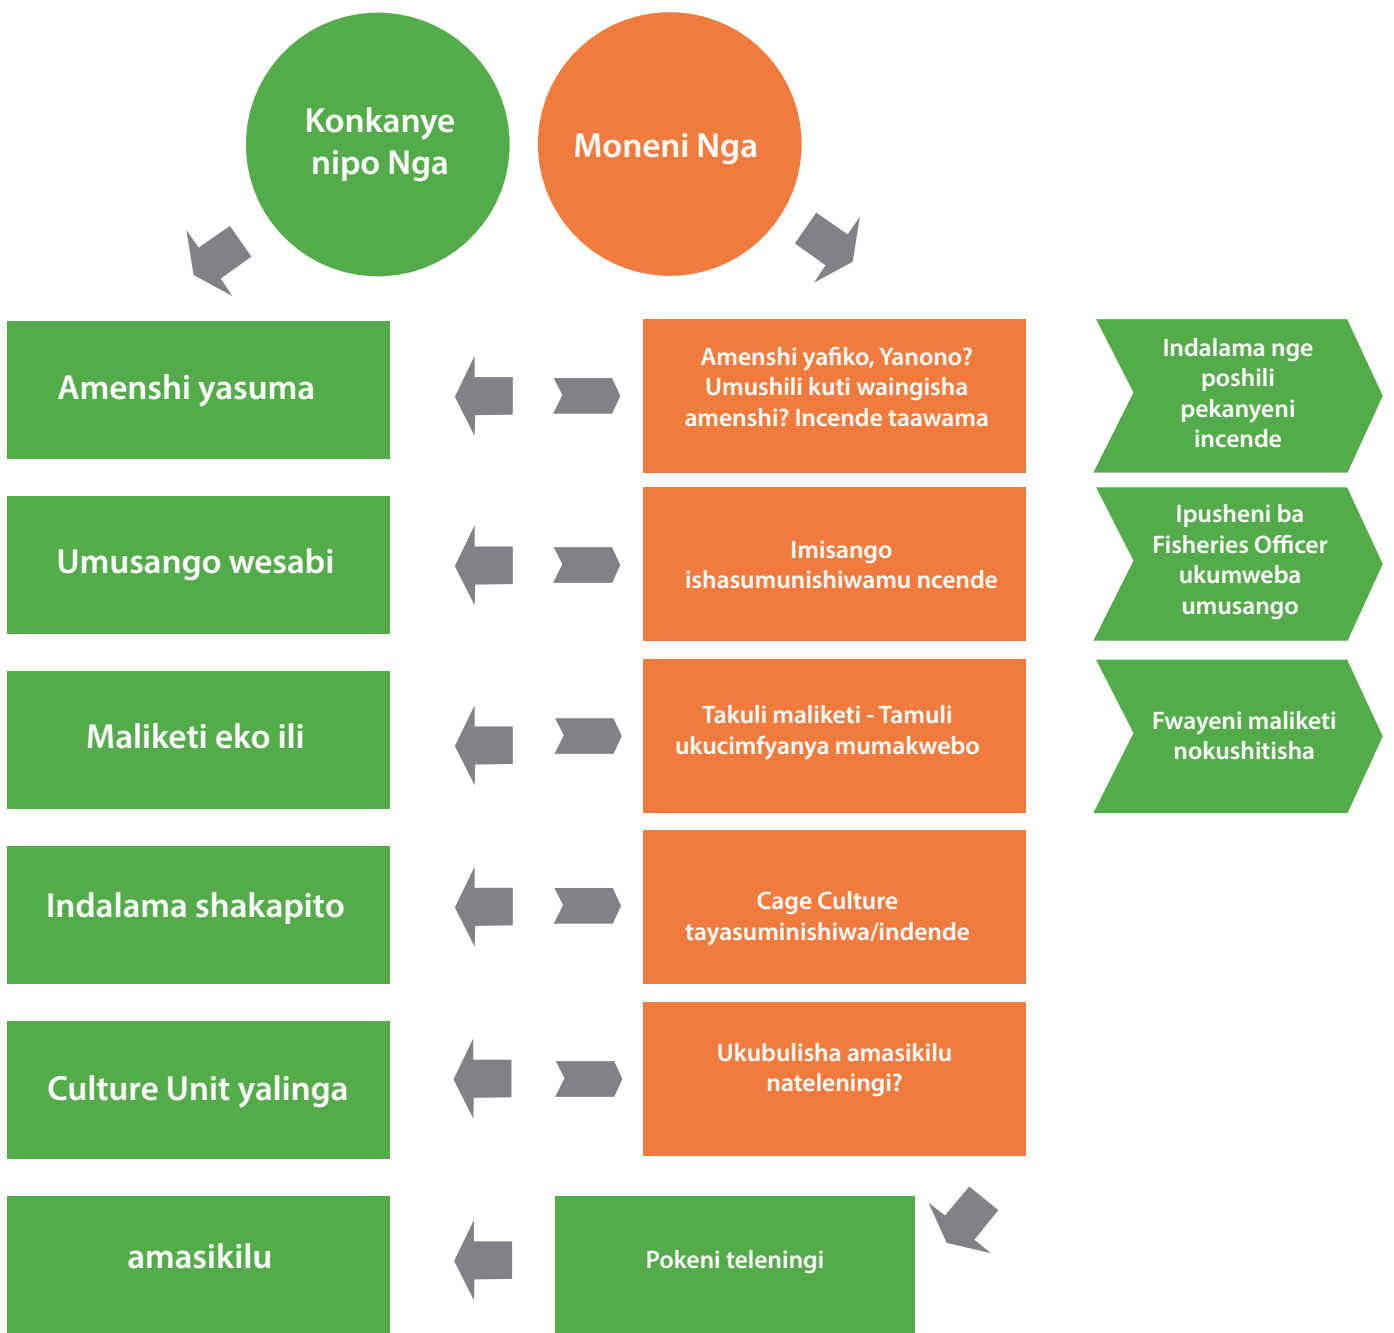 Konkanye
nipo Nga
Moneni Nga
Amenshi yasuma
Amenshi yafiko, Yanono?
Umushili kuti waingisha
amenshi? Incende taawama
Indalama nge
poshili
pekanyeni
incende
Umusango wesabi
Imisango
ishasumunishiwamu ncende
Ipusheni ba
Fisheries Officer
ukumweba
umusango
Maliketi eko ili
Takuli maliketi - Tamuli
ukucimfyanya mumakwebo
Fwayeni maliketi
nokushitisha
Indalama shakapito
Cage Culture
tayasuminishiwa/indende
Culture Unit yalinga
Ukubulisha amasikilu
nateleningi?
amasikilu
Pokeni teleningi